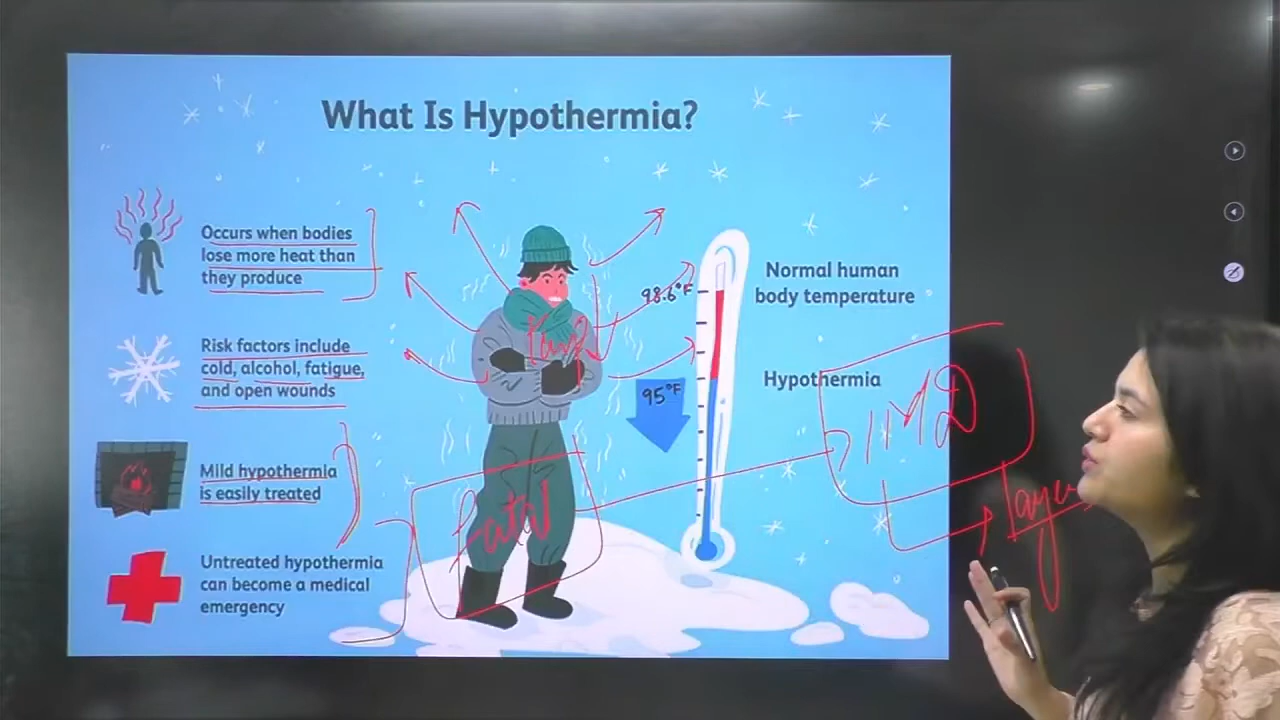 What Is Hypothermia?
Occurs when bodies
lose more heat than
they produce
Risk factors include
cold, alcohol, fatigue,
and open wounds
Mild hypothermia
is easily treated
Untreated hypothermia
can become a medical
emergency
98.6°F
Normal human
body temperature
95°F
Hypothermia
IMD
fatal